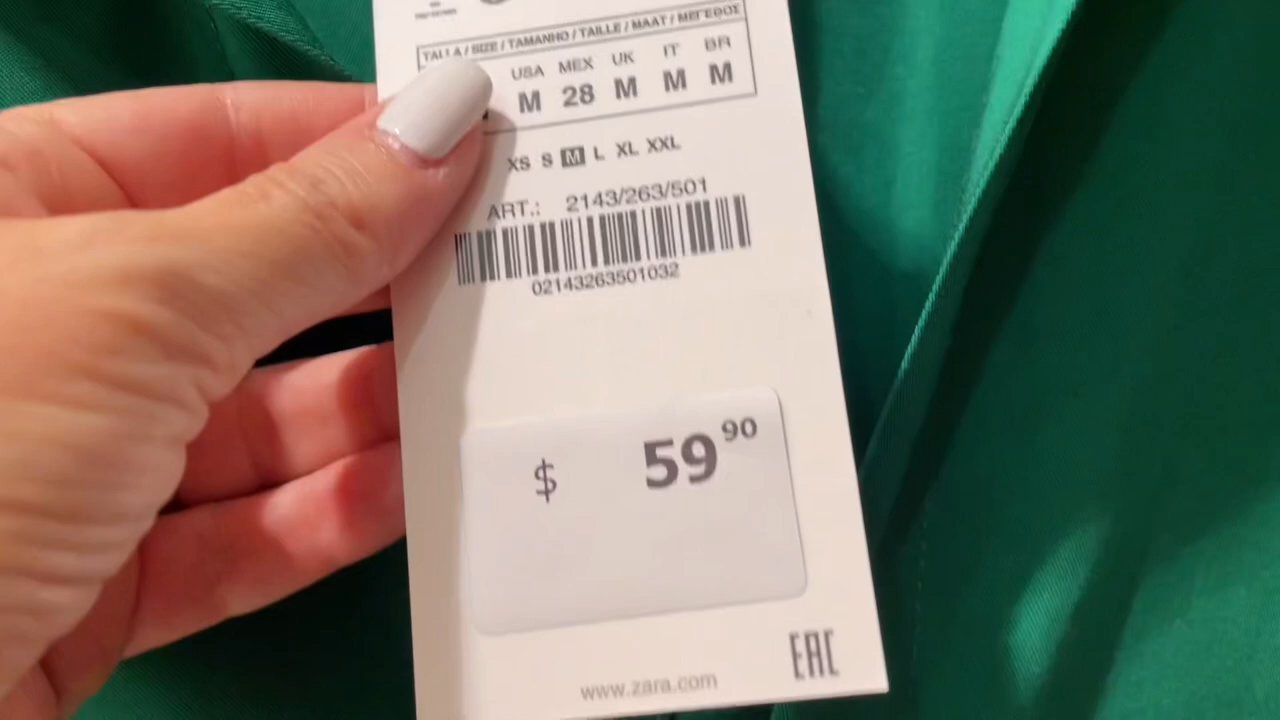 TALLA / SIZE / TAMANHO / TAILLE / MAAT / ΜΕΓΕΘΟΣ
USA MEX UK IT BR
M 28 M M M
XS S M L XL XXL
ART.: 2143/263/501
02143263501032
$ 59 90
EAC
www.zara.com